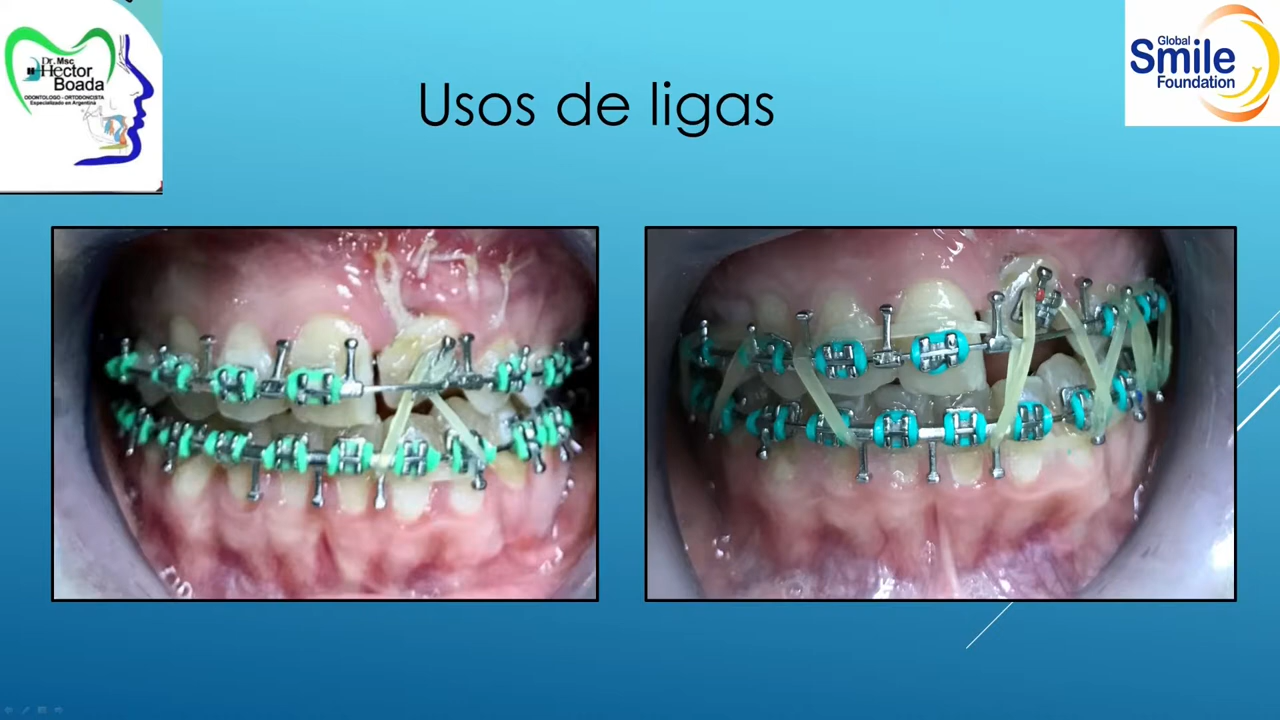 Dr. Msc
Hector
Boada
ODONTOLOGO - ORTODONCISTA
Especializado en Argentina
Usos de ligas
Global
Smile
Foundation